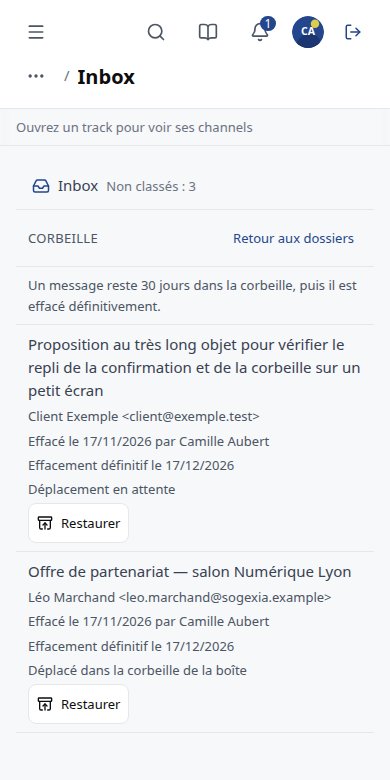 1
CA
/ Inbox
Ouvrez un track pour voir ses channels
Inbox Non classés : 3
CORBEILLE Retour aux dossiers
Un message reste 30 jours dans la corbeille, puis il est
effacé définitivement.
Proposition au très long objet pour vérifier le
repli de la confirmation et de la corbeille sur un
petit écran
Client Exemple <client@exemple.test>
Effacé le 17/11/2026 par Camille Aubert
Effacement définitif le 17/12/2026
Déplacement en attente
Restaurer
Offre de partenariat — salon Numérique Lyon
Léo Marchand <leo.marchand@sogexia.example>
Effacé le 17/11/2026 par Camille Aubert
Effacement définitif le 17/12/2026
Déplacé dans la corbeille de la boîte
Restaurer